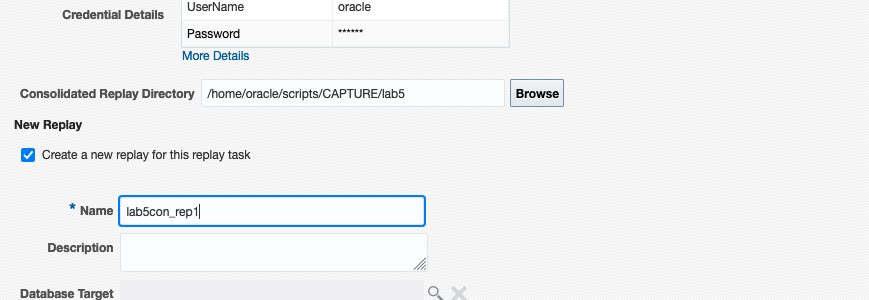 UserName oracle
Credential Details
Password ******
More Details
Consolidated Replay Directory /home/oracle/scripts/CAPTURE/lab5 Browse
New Replay
Create a new replay for this replay task
* Name lab5con_rep1
Description
Database Target